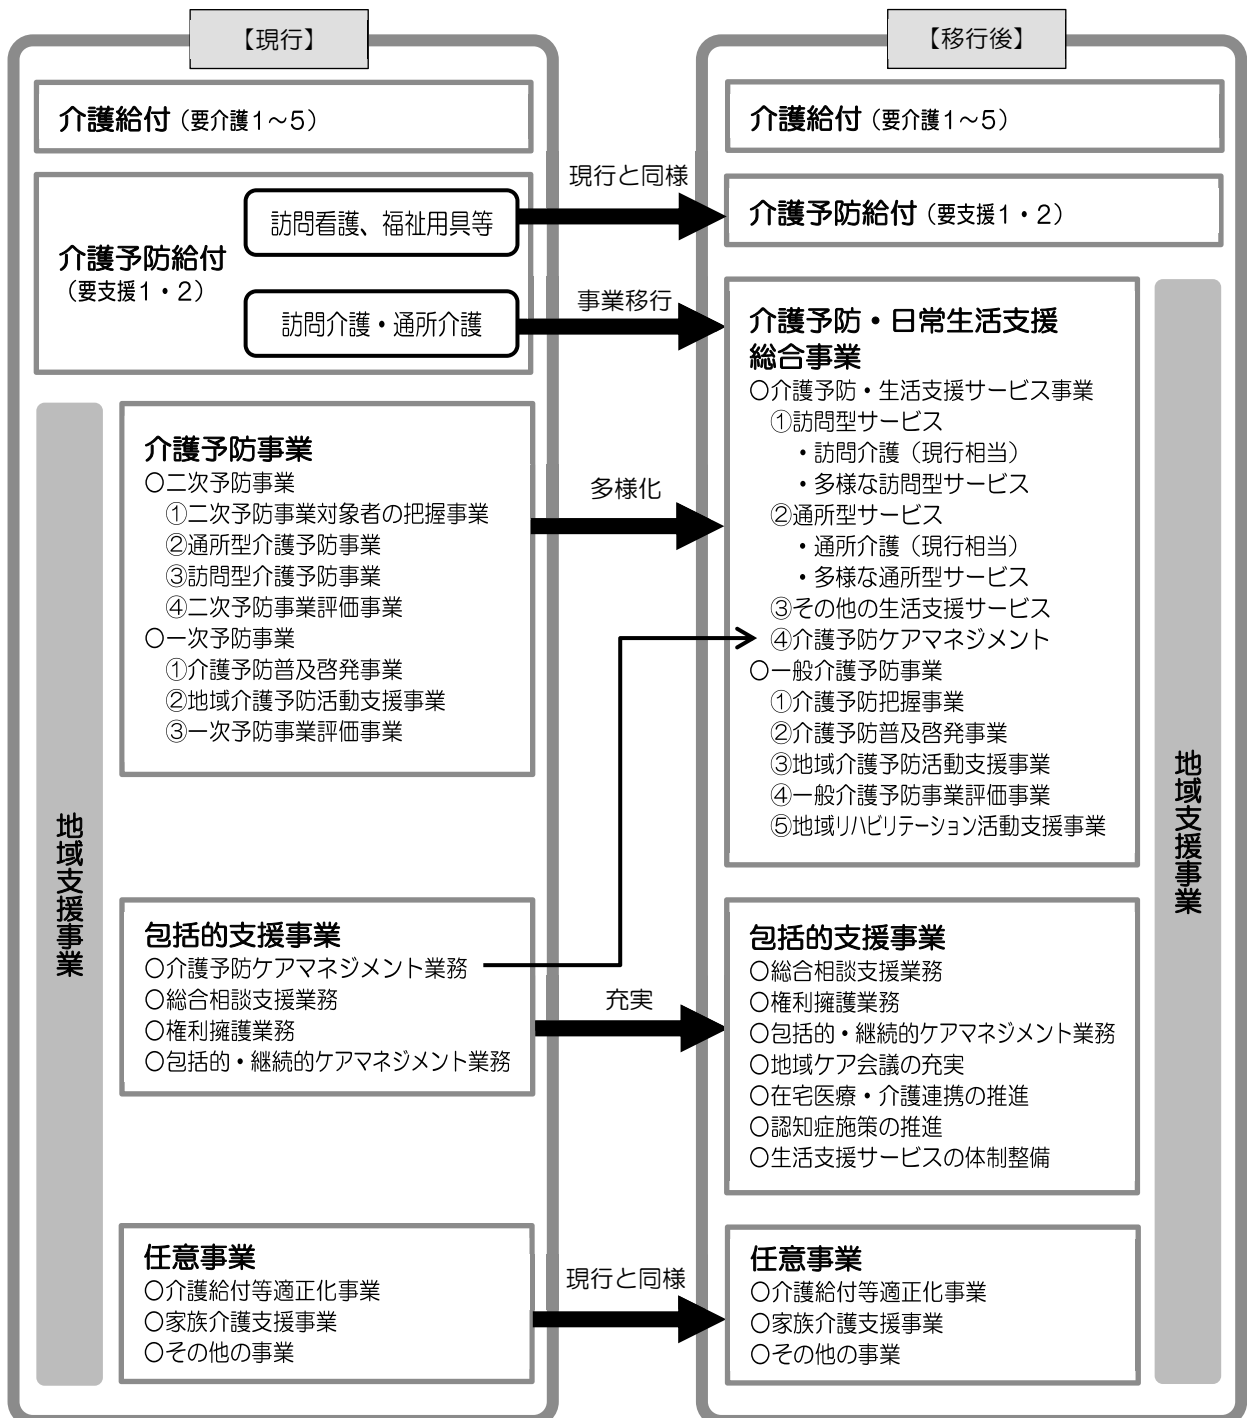 【現行】
介護給付（要介護１～５）
介護予防給付
（要支援１・２）
訪問看護、福祉用具等
訪問介護・通所介護
地域支援事業
介護予防事業
○二次予防事業
①二次予防事業対象者の把握事業
②通所型介護予防事業
③訪問型介護予防事業
④二次予防事業評価事業
○一次予防事業
①介護予防普及啓発事業
②地域介護予防活動支援事業
③一次予防事業評価事業
包括的支援事業
○介護予防ケアマネジメント業務
○総合相談支援業務
○権利擁護業務
○包括的・継続的ケアマネジメント業務
任意事業
○介護給付等適正化事業
○家族介護支援事業
○その他の事業
現行と同様
事業移行
多様化
充実
現行と同様
【移行後】
介護給付（要介護１～５）
介護予防給付（要支援１・２）
介護予防・日常生活支援
総合事業
○介護予防・生活支援サービス事業
①訪問型サービス
・訪問介護（現行相当）
・多様な訪問型サービス
②通所型サービス
・通所介護（現行相当）
・多様な通所型サービス
③その他の生活支援サービス
④介護予防ケアマネジメント
○一般介護予防事業
①介護予防把握事業
②介護予防普及啓発事業
③地域介護予防活動支援事業
④一般介護予防事業評価事業
⑤地域リハビリテーション活動支援事業
包括的支援事業
○総合相談支援業務
○権利擁護業務
○包括的・継続的ケアマネジメント業務
○地域ケア会議の充実
○在宅医療・介護連携の推進
○認知症施策の推進
○生活支援サービスの体制整備
任意事業
○介護給付等適正化事業
○家族介護支援事業
○その他の事業
地域支援事業